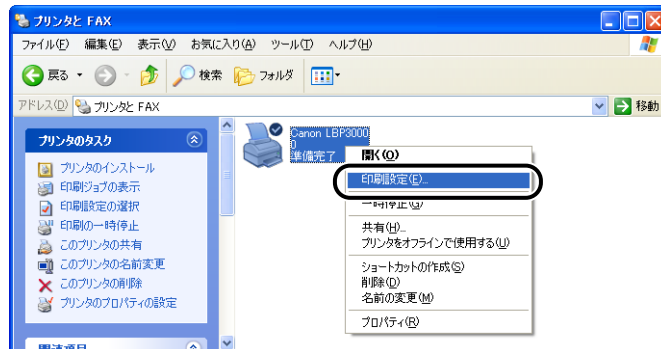 プリンタと FAX
ファイル(F) 編集(E) 表示(V) お気に入り(A) ツール(T) ヘルプ(H)
戻る 検索 フォルダ
アドレス(D) プリンタと FAX 移動
プリンタのタスク
プリンタのインストール
印刷ジョブの表示
印刷設定の選択
印刷の一時停止
このプリンタの共有
このプリンタの名前変更
このプリンタの削除
プリンタのプロパティの設定
関連項目
Canon LBP3000
0
準備完了
開く(O)
印刷設定(E)...
一時停止(G)
共有(H)...
プリンタをオフラインで使用する(U)
ショートカットの作成(S)
削除(D)
名前の変更(M)
プロパティ(R)